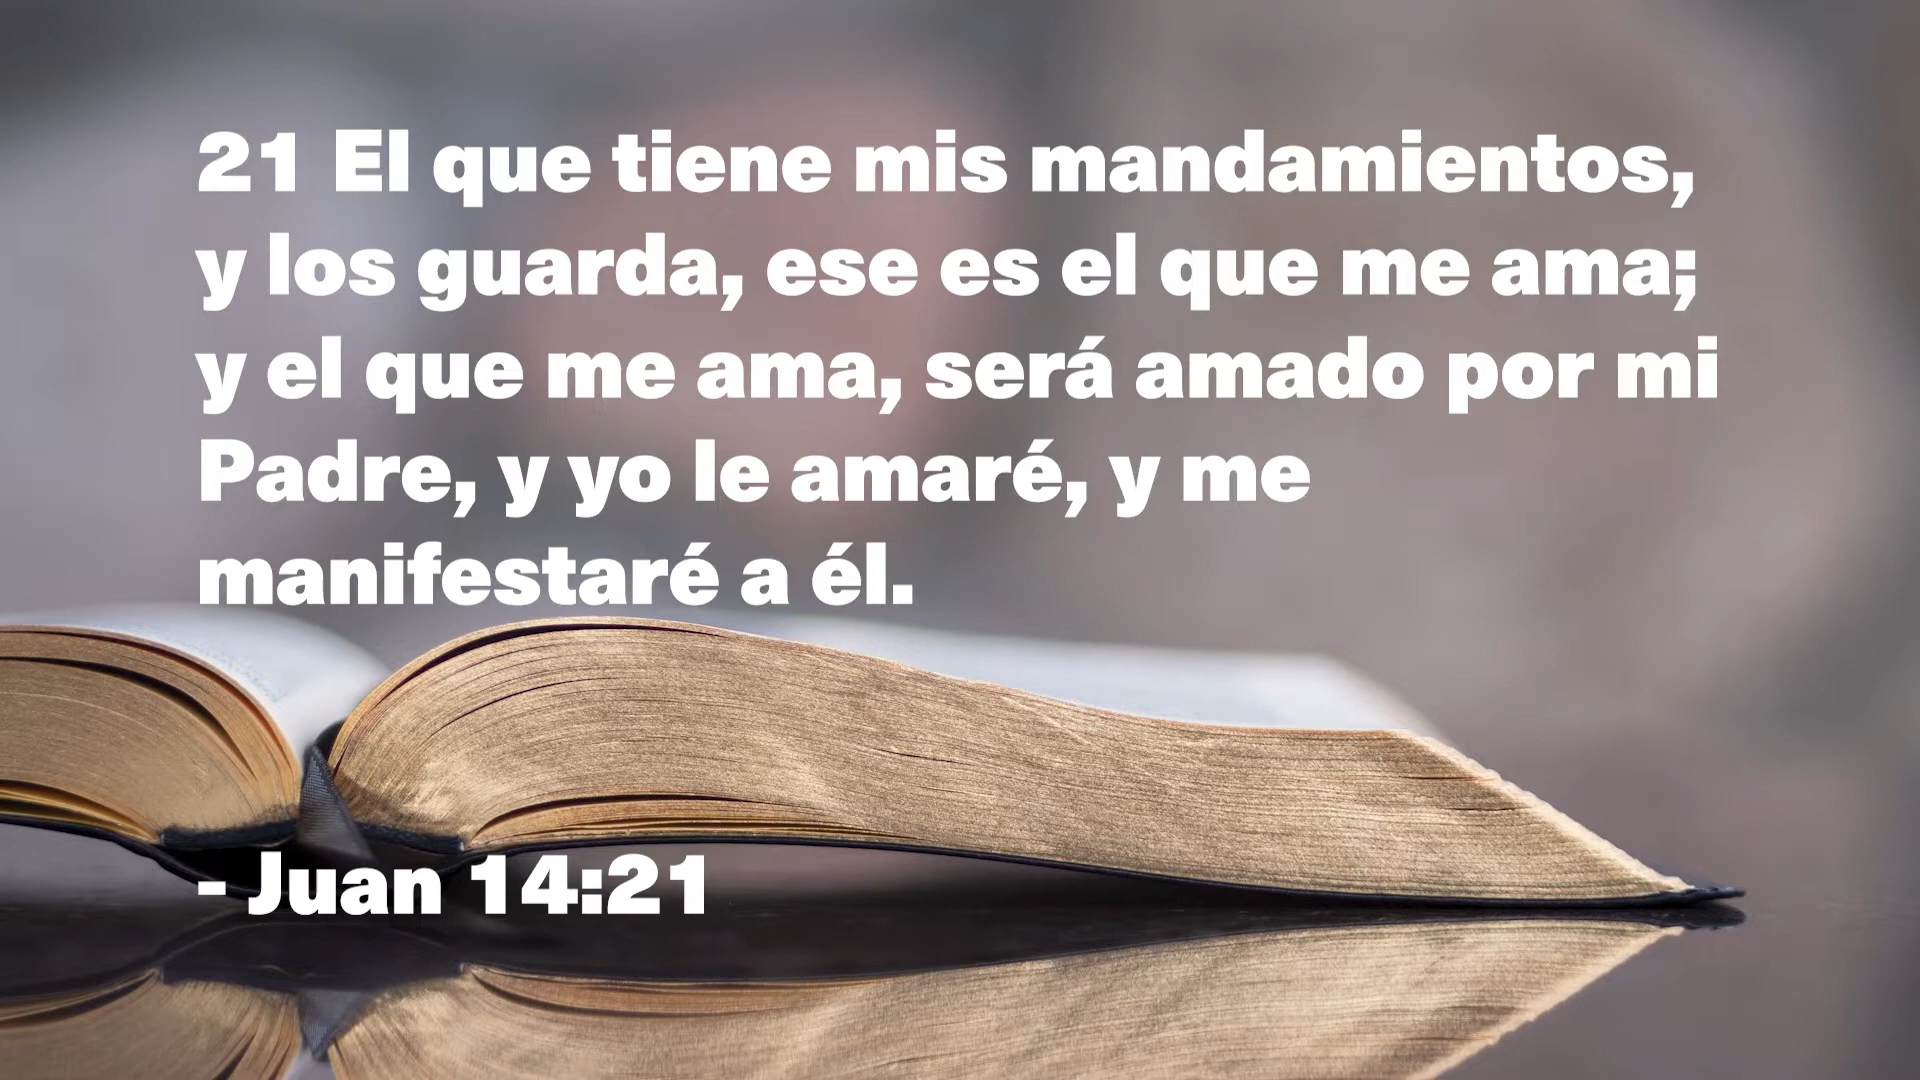 21 El que tiene mis mandamientos,
y los guarda, ese es el que me ama;
y el que me ama, será amado por mi
Padre, y yo le amaré, y me
manifestaré a él.
- Juan 14:21